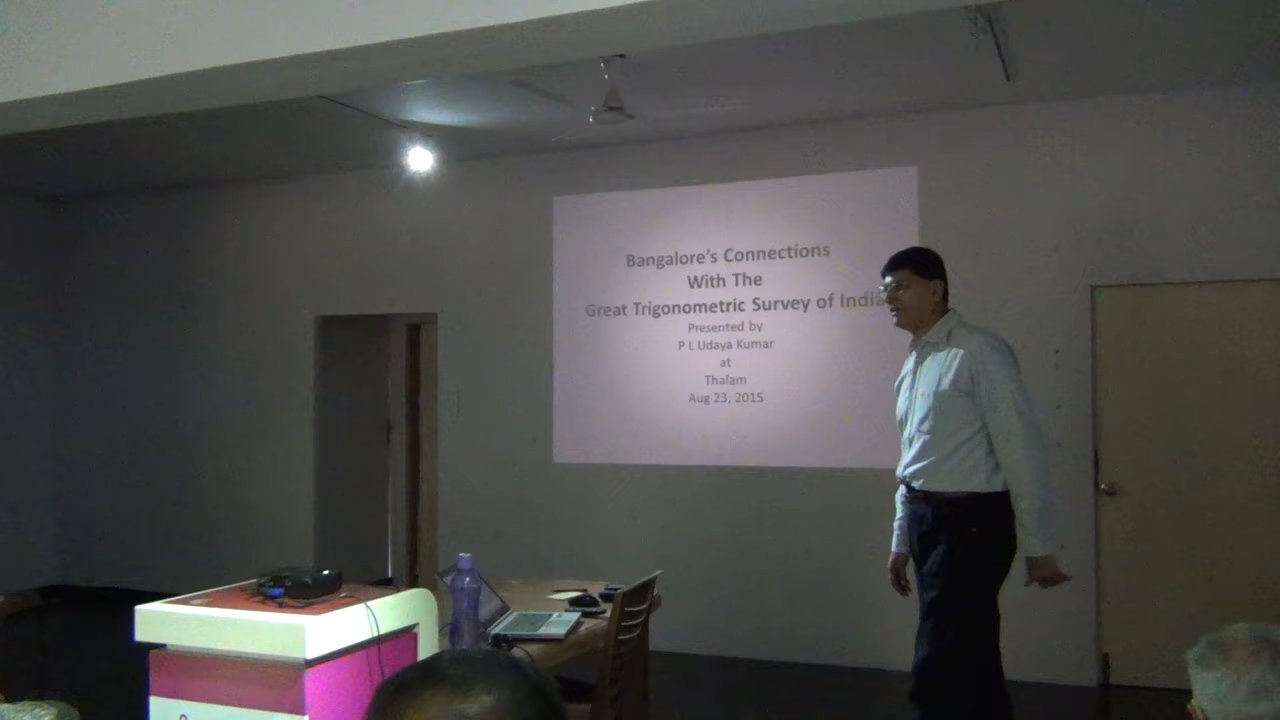 Bangalore's Connections
With The
Great Trigonometric Survey of India
Presented by
P L Udaya Kumar
at
Thalam
Aug 23, 2015